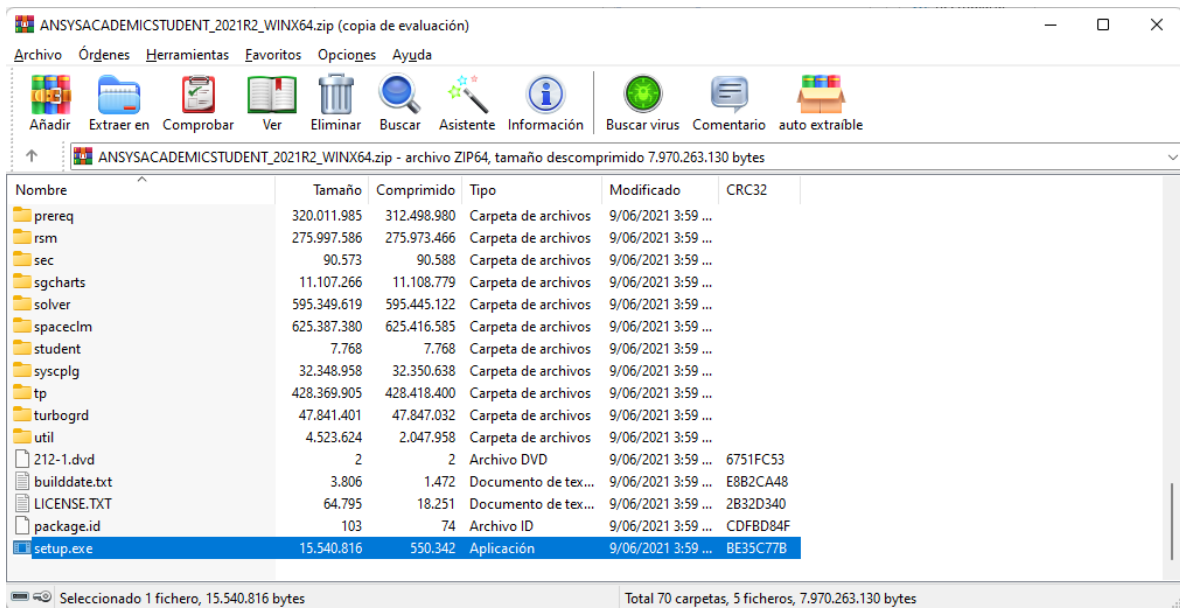 ANSYSACADEMICSTUDENT_2021R2_WINX64.zip (copia de evaluación)
Archivo Órdenes Herramientas Favoritos Opciones Ayuda
Añadir Extraer en Comprobar Ver Eliminar Buscar Asistente Información Buscar virus Comentario auto extraíble
ANSYSACADEMICSTUDENT_2021R2_WINX64.zip - archivo ZIP64, tamaño descomprimido 7.970.263.130 bytes
Nombre Tamaño Comprimido Tipo Modificado CRC32
prereq 320.011.985 312.498.980 Carpeta de archivos 9/06/2021 3:59 ...
rsm 275.997.586 275.973.466 Carpeta de archivos 9/06/2021 3:59 ...
sec 90.573 90.588 Carpeta de archivos 9/06/2021 3:59 ...
sgcharts 11.107.266 11.108.779 Carpeta de archivos 9/06/2021 3:59 ...
solver 595.349.619 595.445.122 Carpeta de archivos 9/06/2021 3:59 ...
spaceclm 625.387.380 625.416.585 Carpeta de archivos 9/06/2021 3:59 ...
student 7.768 7.768 Carpeta de archivos 9/06/2021 3:59 ...
syscplg 32.348.958 32.350.638 Carpeta de archivos 9/06/2021 3:59 ...
tp 428.369.905 428.418.400 Carpeta de archivos 9/06/2021 3:59 ...
turbogrd 47.841.401 47.847.032 Carpeta de archivos 9/06/2021 3:59 ...
util 4.523.624 2.047.958 Carpeta de archivos 9/06/2021 3:59 ...
212-1.dvd 2 2 Archivo DVD 9/06/2021 3:59 ... 6751FC53
builddate.txt 3.806 1.472 Documento de tex... 9/06/2021 3:59 ... E8B2CA48
LICENSE.TXT 64.795 18.251 Documento de tex... 9/06/2021 3:59 ... 2B32D340
package.id 103 74 Archivo ID 9/06/2021 3:59 ... CDFBD84F
setup.exe 15.540.816 550.342 Aplicación 9/06/2021 3:59 ... BE35C77B
Seleccionado 1 fichero, 15.540.816 bytes Total 70 carpetas, 5 ficheros, 7.970.263.130 bytes